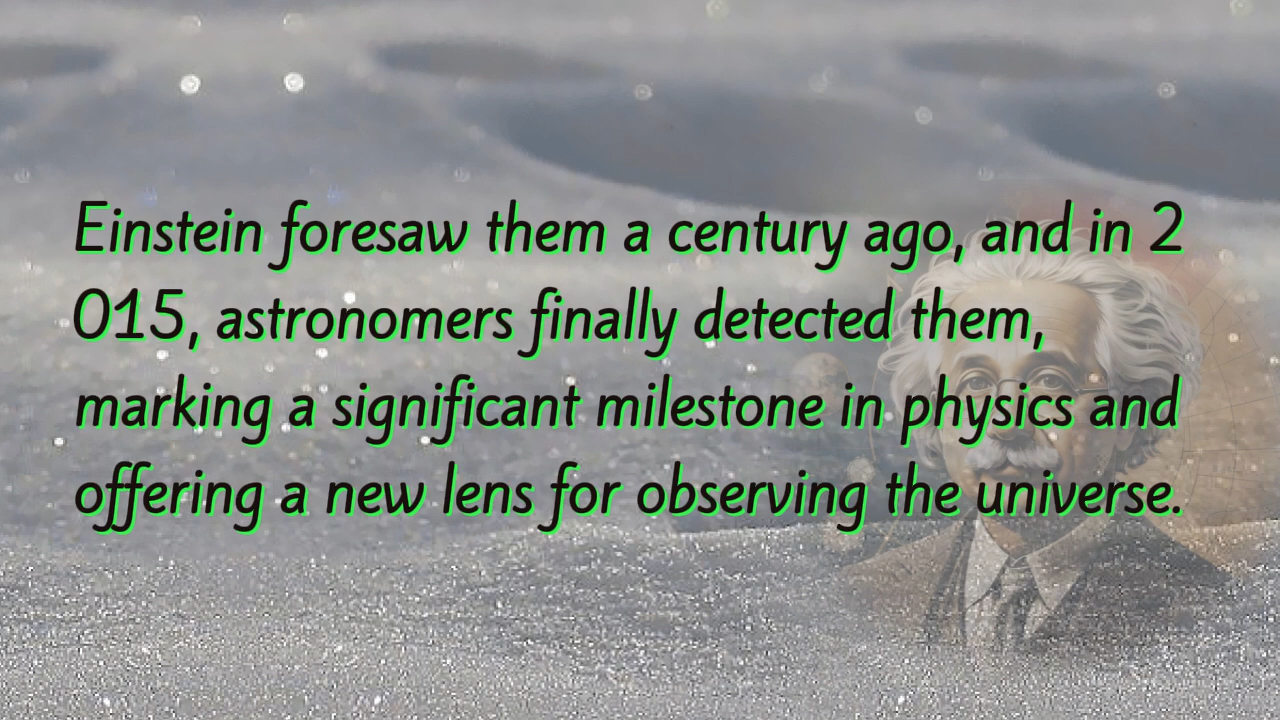 Einstein foresaw them a century ago, and in 2
015, astronomers finally detected them,
marking a significant milestone in physics and
offering a new lens for observing the universe.